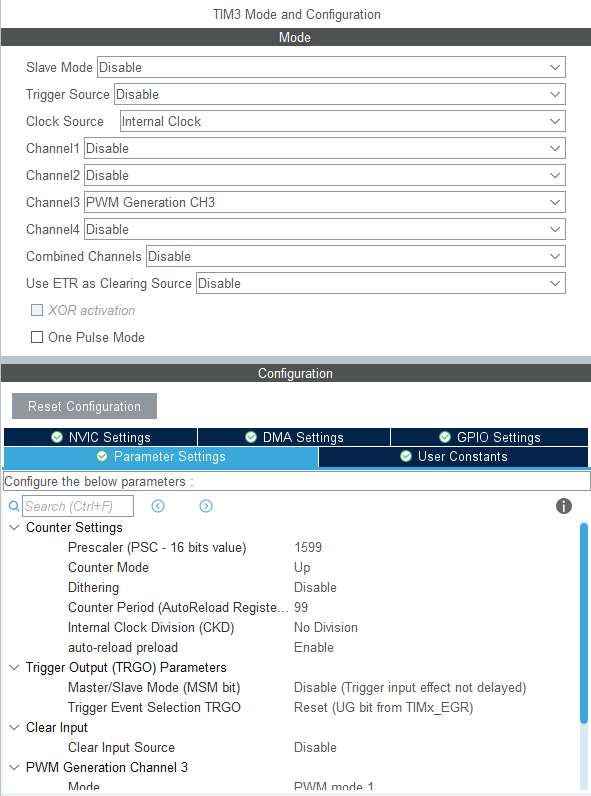 TIM3 Mode and Configuration
Mode
Slave Mode Disable
Trigger Source Disable
Clock Source Internal Clock
Channel1 Disable
Channel2 Disable
Channel3 PWM Generation CH3
Channel4 Disable
Combined Channels Disable
Use ETR as Clearing Source Disable
XOR activation
One Pulse Mode
Configuration
Reset Configuration
NVIC Settings DMA Settings GPIO Settings
Parameter Settings User Constants
Configure the below parameters :
Search (Ctrl+F)
Counter Settings
Prescaler (PSC - 16 bits value) 1599
Counter Mode Up
Dithering Disable
Counter Period (AutoReload Registe... 99
Internal Clock Division (CKD) No Division
auto-reload preload Enable
Trigger Output (TRGO) Parameters
Master/Slave Mode (MSM bit) Disable (Trigger input effect not delayed)
Trigger Event Selection TRGO Reset (UG bit from TIMx_EGR)
Clear Input
Clear Input Source Disable
PWM Generation Channel 3
Mode PWM mode 1